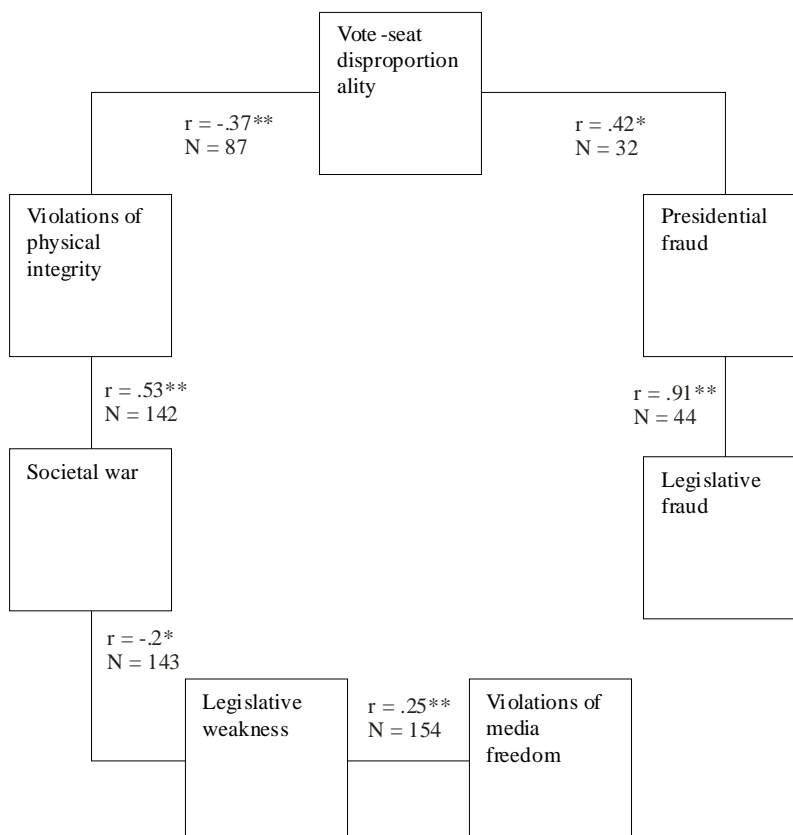 Vote-seat
disproportion
ality
r = -.37**
N = 87
r = .42*
N = 32
Violations of
physical
integrity
Presidential
fraud
r = .53**
N = 142
r = .91**
N = 44
Societal war
Legislative
fraud
r = -.2*
N = 143
Legislative
weakness
r = .25**
N = 154
Violations of
media
freedom